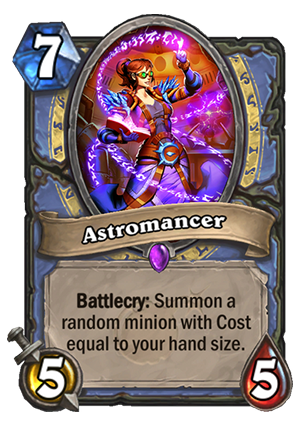 7
Astromancer
Battlecry: Summon a
random minion with Cost
equal to your hand size.
5 5